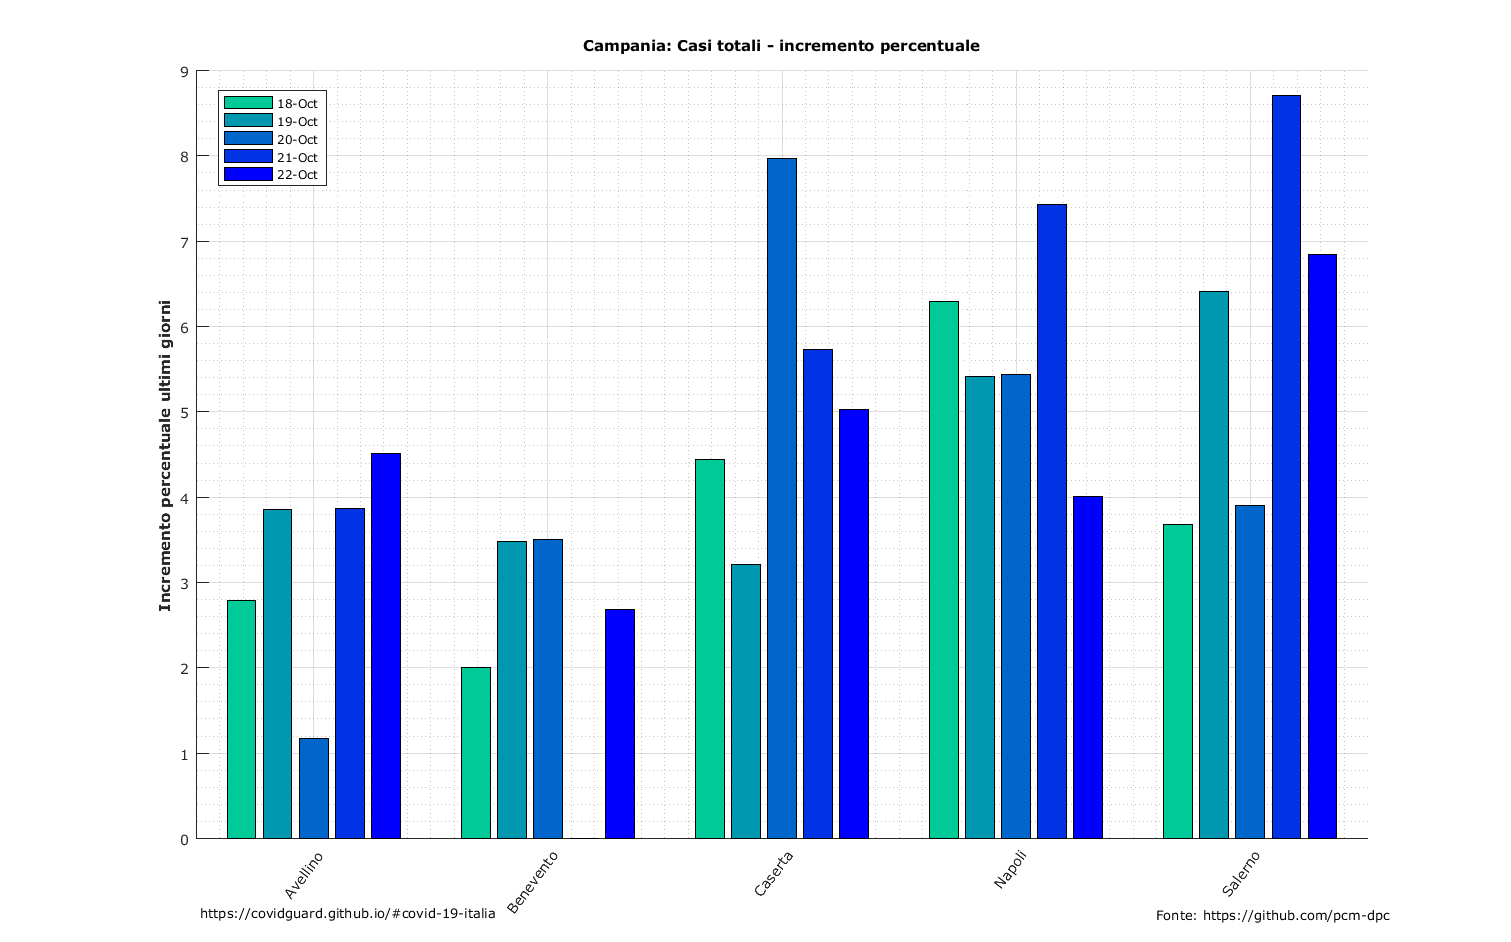 Campania: Casi totali - incremento percentuale
18-Oct
19-Oct
20-Oct
21-Oct
22-Oct
Incremento percentuale ultimi giorni
9
8
7
6
5
4
3
2
1
0
Avellino
Benevento
Caserta
Napoli
Salerno
https://covidguard.github.io/#covid-19-italia
Fonte: https://github.com/pcm-dpc